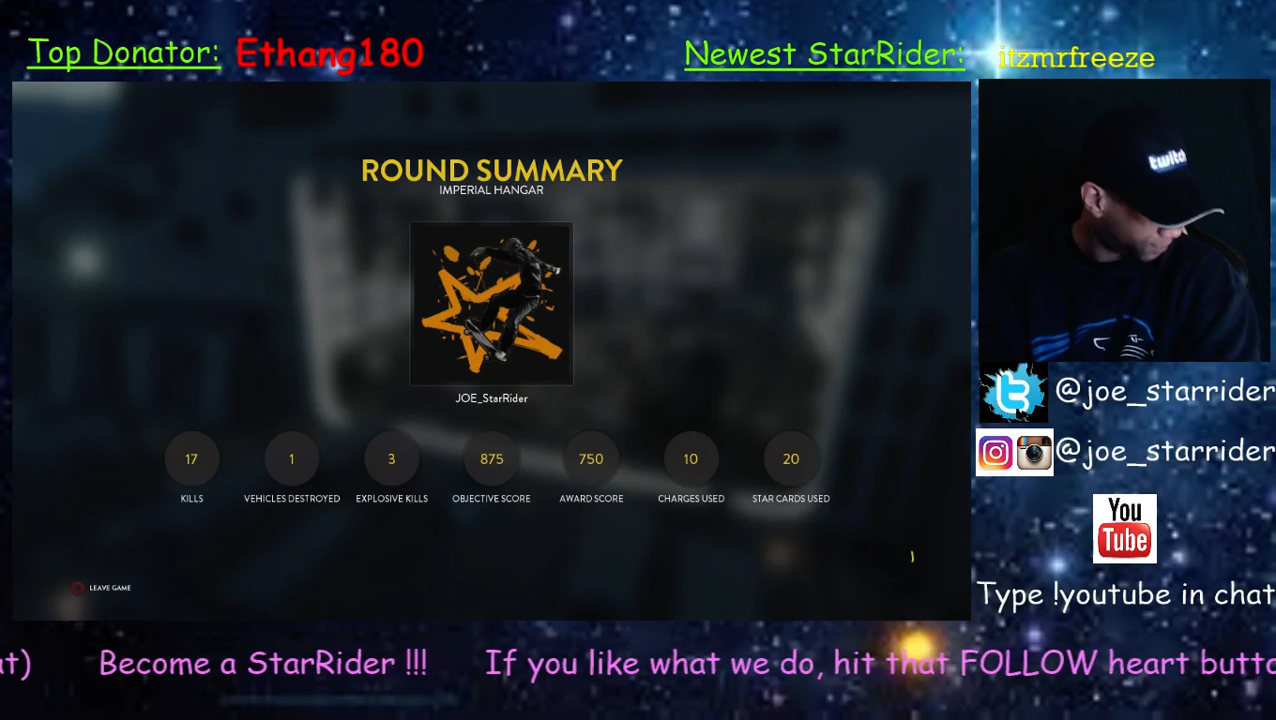 Top Donator: Ethang180
Newest StarRider: itzmrfreeze
twitch
ROUND SUMMARY
IMPERIAL HANGAR
JOE_StarRider
17 1 3 875 750 10 20
KILLS VEHICLES DESTROYED EXPLOSIVE KILLS OBJECTIVE SCORE AWARD SCORE CHARGES USED STAR CARDS USED
LEAVE GAME
@joe_starrider
@joe_starrider
You
Tube
Type !youtube in chat
at) Become a StarRider !!! If you like what we do, hit that FOLLOW heart butto